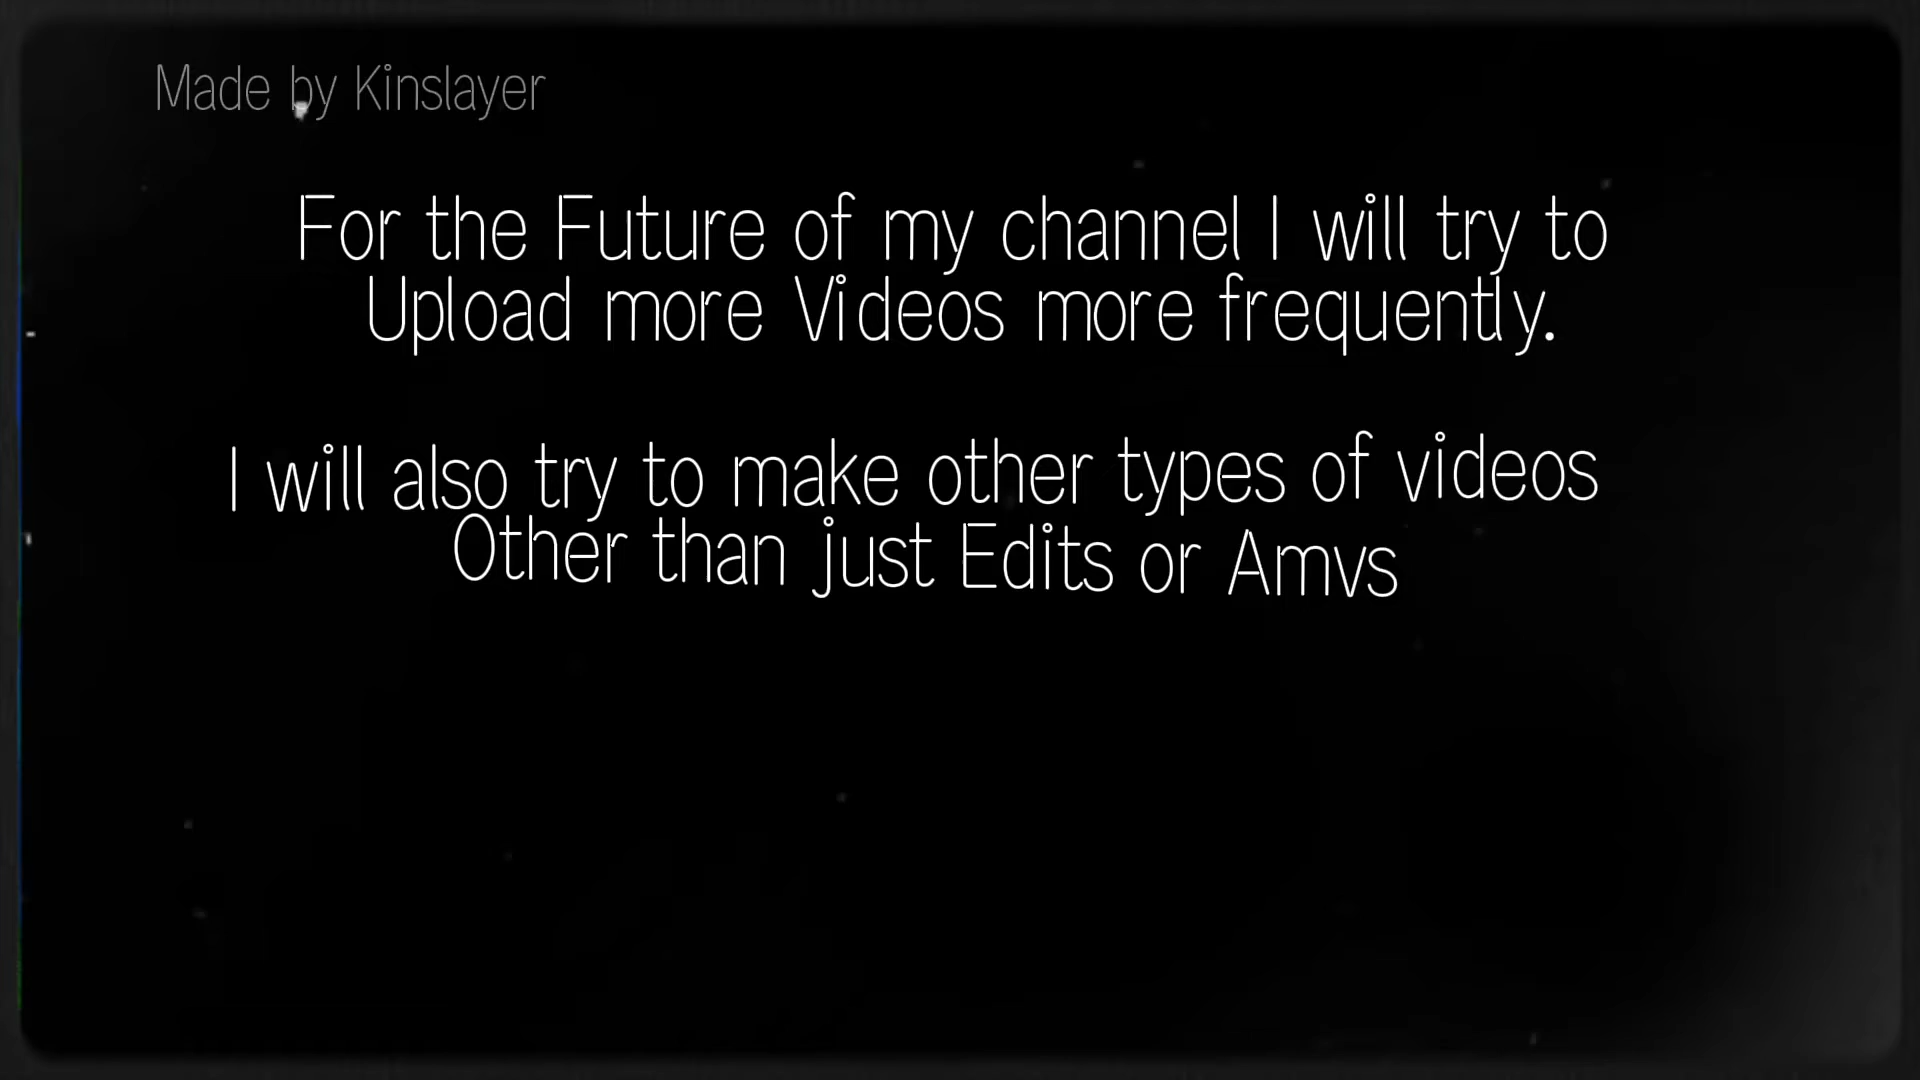 Made by Kinslayer
For the Future of my channel I will try to
Upload more Videos more frequently.
I will also try to make other types of videos
Other than just Edits or Amvs